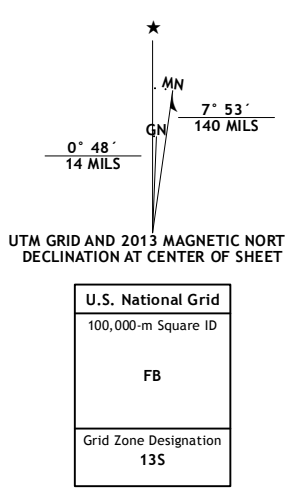 ★
MN
7° 53´
140 MILS
GN
0° 48´
14 MILS
UTM GRID AND 2013 MAGNETIC NORT
DECLINATION AT CENTER OF SHEET
U.S. National Grid
100,000-m Square ID
FB
Grid Zone Designation
13S